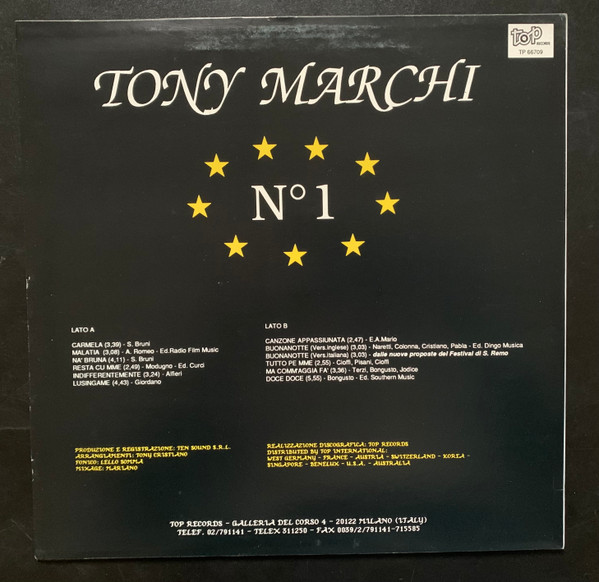 top
RECORDS
TP 66709
TONY MARCHI
N° 1
LATO A
CARMELA (3,39) - S. Bruni
MALATIA (3,08) - A. Romeo - Ed.Radio Film Music
NA' BRUNA (4,11) - S. Bruni
RESTA CU MME (2,49) - Modugno - Ed. Curci
INDIFFERENTEMENTE (3,24) - Alfieri
LUSINGAME (4,43) - Giordano
LATO B
CANZONE APPASSIUNATA (2,47) - E.A.Mario
BUONANOTTE (Vers.Inglese) (3,03) - Naretti, Colonna, Cristiano, Pabla - Ed. Dingo Musica
BUONANOTTE (Vers.Italiana) (3,03) - dalle nuove proposte del Festival di S. Remo
TUTTO PE MME (2,55) - Cioffi, Pisani, Cioffi
MA COMM'AGGIA FA' (3,36) - Terzi, Bongusto, Jodice
DOCE DOCE (5,55) - Bongusto - Ed. Southern Music
PRODUZIONE E REGISTRAZIONE: TEN SOUND S.R.L.
ARRANGIAMENTI: TONY CRISTIANO
FONICO: LELLO SOMMA
MIXAGE: MARIANO
REALIZZAZIONE DISCOGRAFICA: TOP RECORDS
DISTRIBUTED BY TOP INTERNATIONAL:
WEST GERMANY - FRANCE - AUSTRIA - SWITZERLAND - KOREA -
SINGAPORE - BENELUX - U.S.A. - AUSTRALIA
TOP RECORDS - GALLERIA DEL CORSO 4 - 20122 MILANO (ITALY)
TELEF. 02/791141 - TELEX 311250 - FAX 0039/2/791141-715585